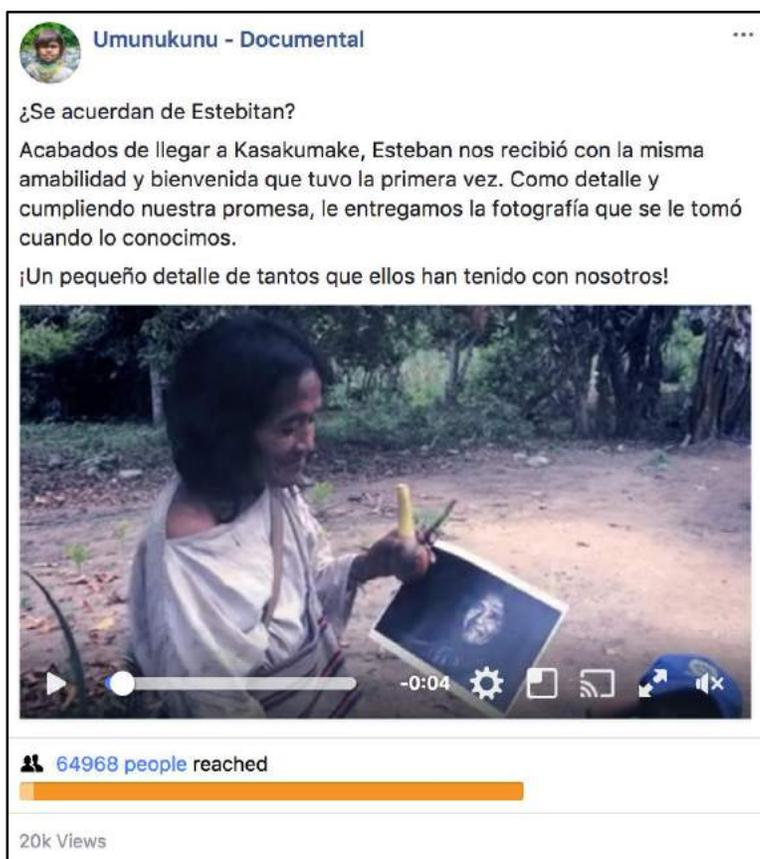 Umunukunu - Documental
¿Se acuerdan de Estebitan?
Acabados de llegar a Kasakumake, Esteban nos recibió con la misma
amabilidad y bienvenida que tuvo la primera vez. Como detalle y
cumpliendo nuestra promesa, le entregamos la fotografía que se le tomó
cuando lo conocimos.
¡Un pequeño detalle de tantos que ellos han tenido con nosotros!
-0:04
64968 people reached
20k Views